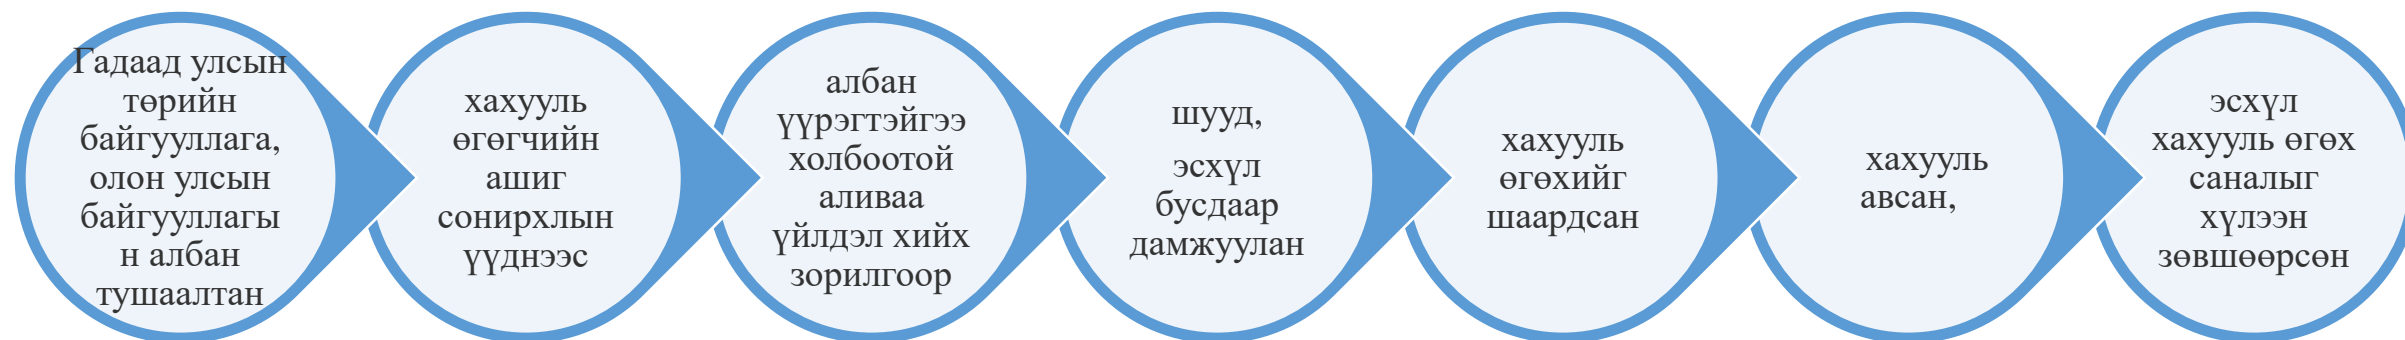 Гадаад улсын
төрийн
байгууллага,
олон улсын
байгууллагы
н албан
тушаалтан
хахууль
өгөгчийн
ашиг
сонирхлын
үүднээс
албан
үүрэгтэйгээ
холбоотой
аливаа
үйлдэл хийх
зорилгоор
шууд,
эсхүл
бусдаар
дамжуулан
хахууль
өгөхийг
шаардсан
хахууль
авсан,
эсхүл
хахууль өгөх
саналыг
хүлээн
зөвшөөрсөн